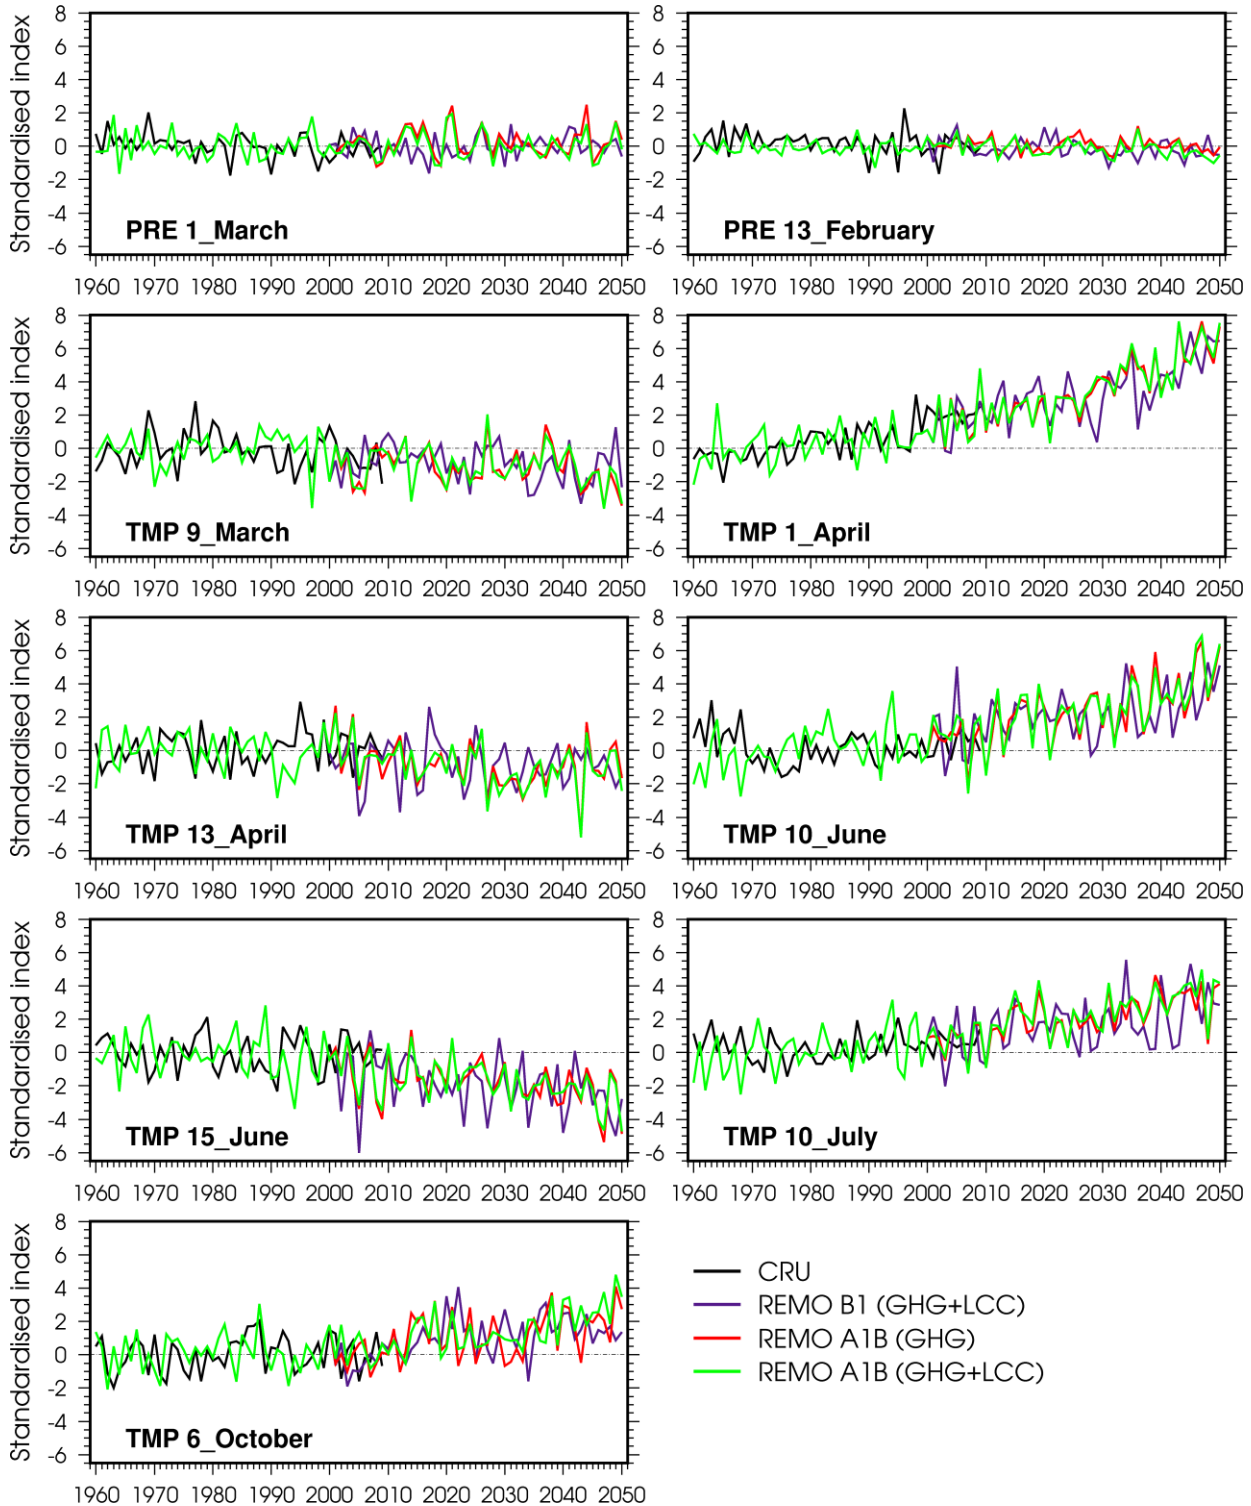 Standardised index
8 6 4 2 0 -2 -4 -6
PRE 1_March
1960 1970 1980 1990 2000 2010 2020 2030 2040 2050
8 6 4 2 0 -2 -4 -6
PRE 13_February
1960 1970 1980 1990 2000 2010 2020 2030 2040 2050
Standardised index
8 6 4 2 0 -2 -4 -6
TMP 9_March
1960 1970 1980 1990 2000 2010 2020 2030 2040 2050
8 6 4 2 0 -2 -4 -6
TMP 1_April
1960 1970 1980 1990 2000 2010 2020 2030 2040 2050
Standardised index
8 6 4 2 0 -2 -4 -6
TMP 13_April
1960 1970 1980 1990 2000 2010 2020 2030 2040 2050
8 6 4 2 0 -2 -4 -6
TMP 10_June
1960 1970 1980 1990 2000 2010 2020 2030 2040 2050
Standardised index
8 6 4 2 0 -2 -4 -6
TMP 15_June
1960 1970 1980 1990 2000 2010 2020 2030 2040 2050
8 6 4 2 0 -2 -4 -6
TMP 10_July
1960 1970 1980 1990 2000 2010 2020 2030 2040 2050
Standardised index
8 6 4 2 0 -2 -4 -6
TMP 6_October
1960 1970 1980 1990 2000 2010 2020 2030 2040 2050
CRU
REMO B1 (GHG+LCC)
REMO A1B (GHG)
REMO A1B (GHG+LCC)